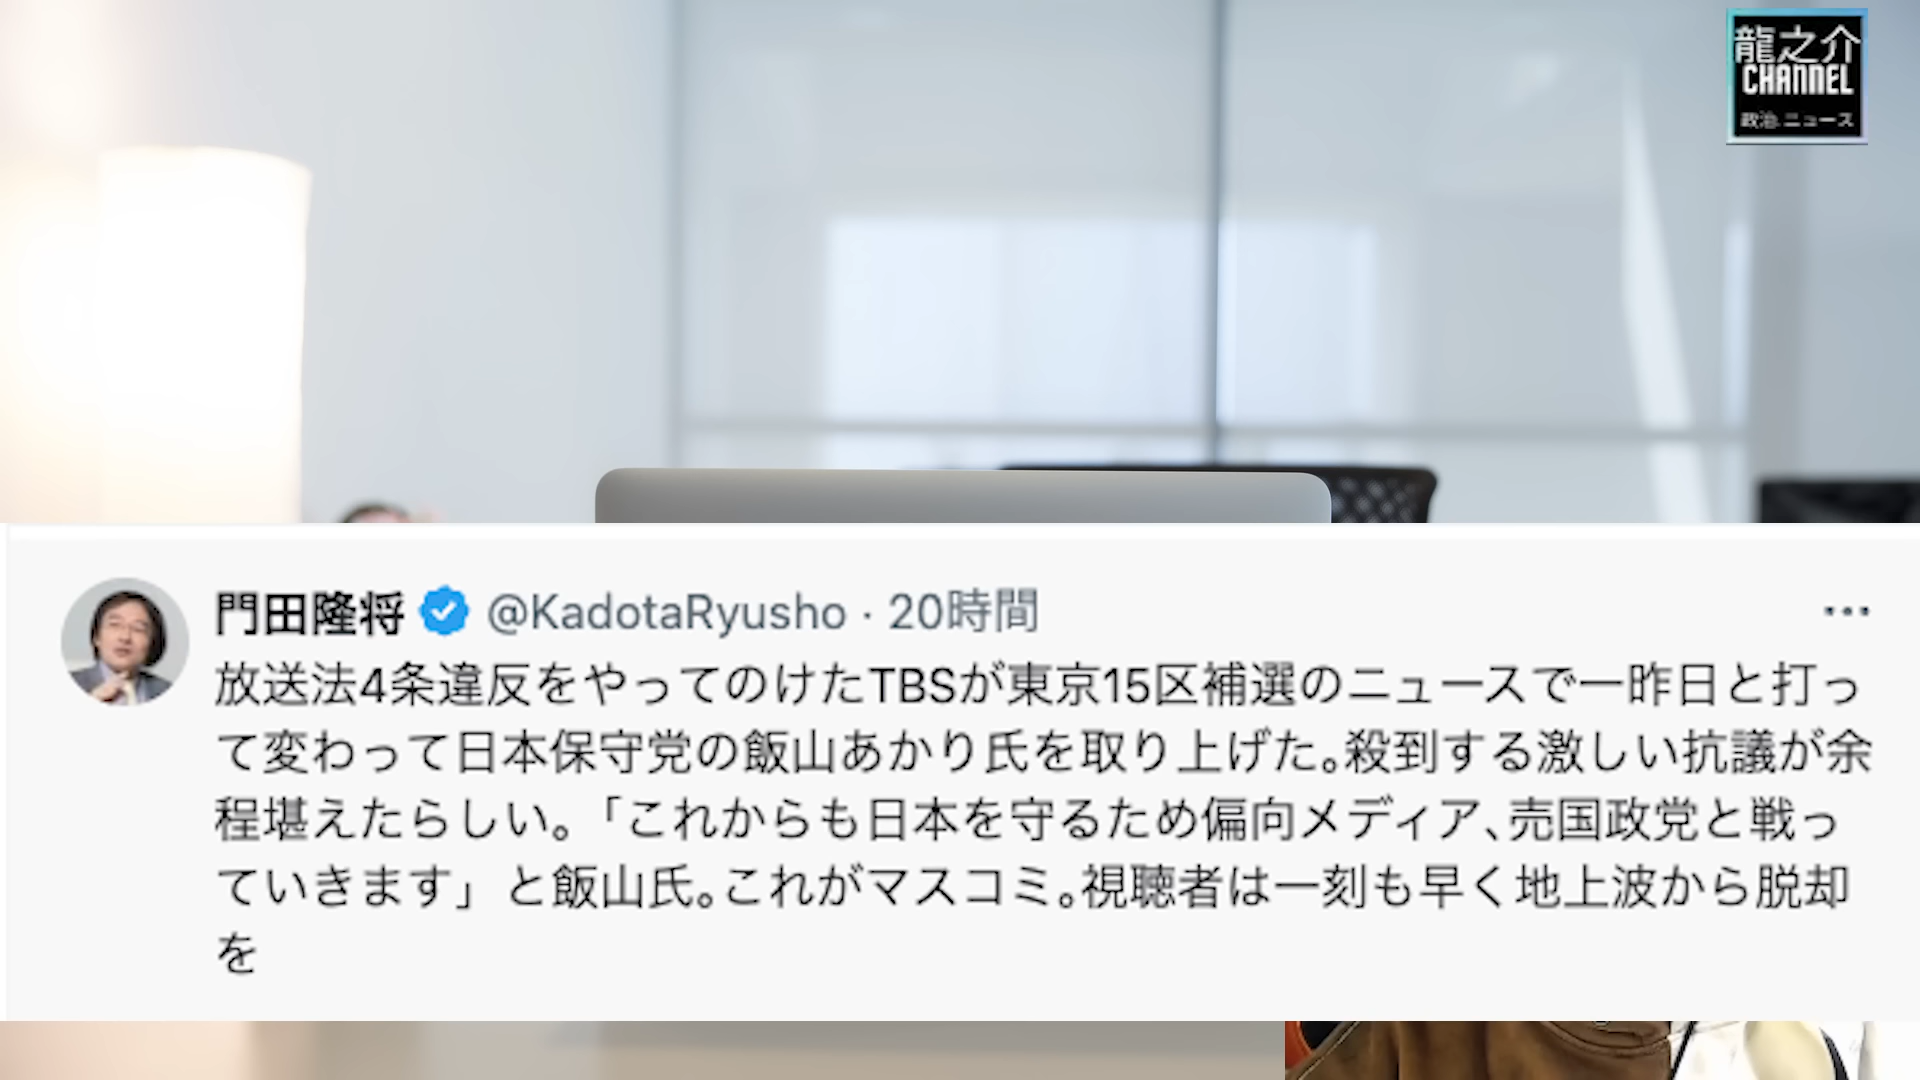 龍之介
CHANNEL
政治 ニュース
門田隆将 @KadotaRyusho · 20時間
放送法4条違反をやってのけたTBSが東京15区補選のニュースで一昨日と打っ
て変わって日本保守党の飯山あかり氏を取り上げた。殺到する激しい抗議が余
程堪えたらしい。「これからも日本を守るため偏向メディア、売国政党と戦っ
ていきます」と飯山氏。これがマスコミ。視聴者は一刻も早く地上波から脱却
を